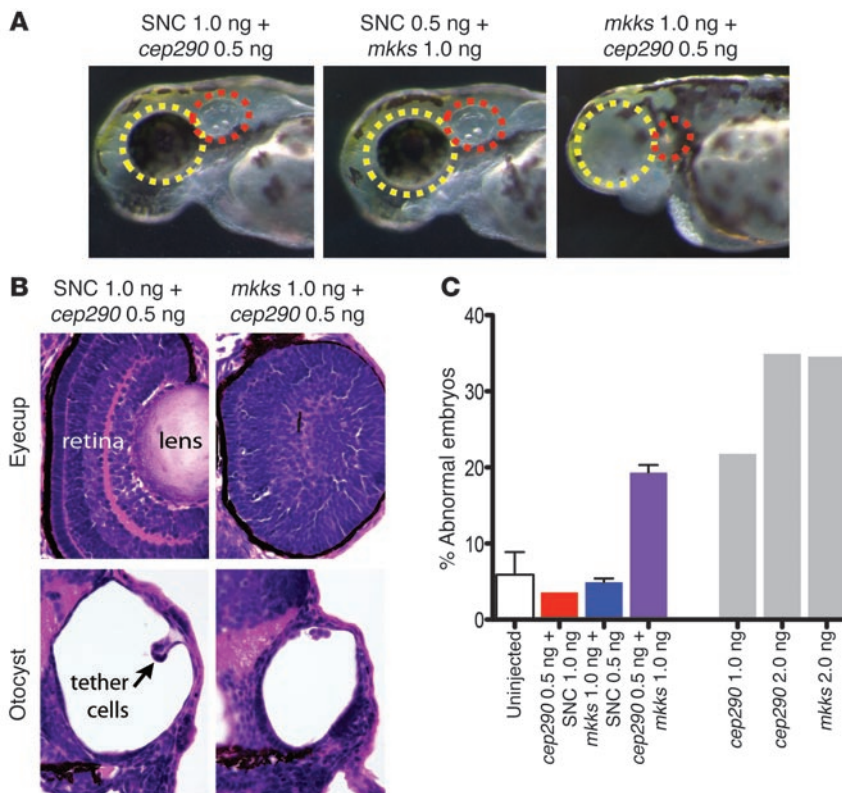 A
SNC 1.0 ng +
cep290 0.5 ng
SNC 0.5 ng +
mkks 1.0 ng
mkks 1.0 ng +
cep290 0.5 ng
B
SNC 1.0 ng +
cep290 0.5 ng
mkks 1.0 ng +
cep290 0.5 ng
Eyecup
retina
lens
Otocyst
tether
cells
C
% Abnormal embryos
40
30
20
10
0
Uninjected
cep290 0.5 ng +
SNC 1.0 ng
mkks 1.0 ng +
SNC 0.5 ng
cep290 0.5 ng +
mkks 1.0 ng
cep290 1.0 ng
cep290 2.0 ng
mkks 2.0 ng